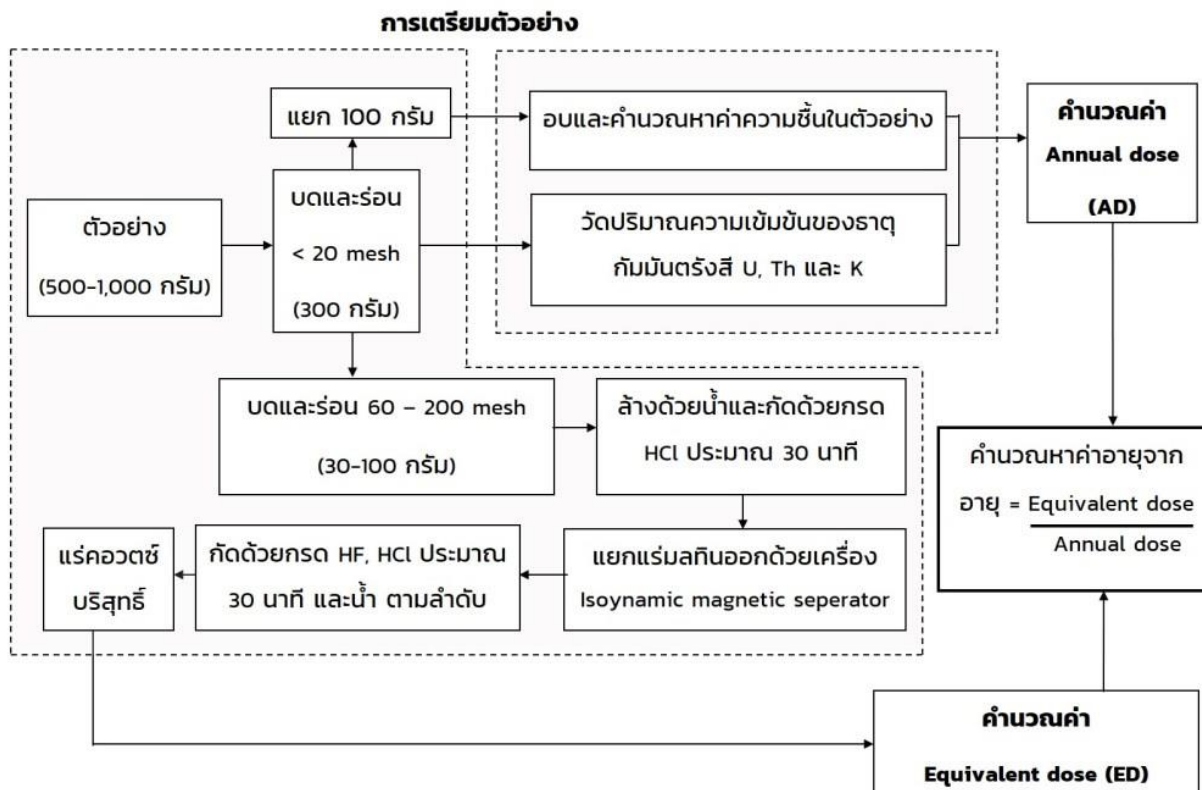 การเตรียมตัวอย่าง
แยก 100 กรัม
อบและคำนวณหาค่าความชื้นในตัวอย่าง
คำนวณค่า
Annual dose
(AD)
ตัวอย่าง
(500-1,000 กรัม)
บดและร่อน
< 20 mesh
(300 กรัม)
วัดปริมาณความเข้มข้นของธาตุ
กัมมันตรังสี U, Th และ K
บดและร่อน 60 – 200 mesh
(30-100 กรัม)
ล้างด้วยน้ำและกัดด้วยกรด
HCl ประมาณ 30 นาที
คำนวณหาค่าอายุจาก
อายุ = Equivalent dose
Annual dose
แร่คอวตซ์
บริสุทธิ์
กัดด้วยกรด HF, HCl ประมาณ
30 นาที และน้ำ ตามลำดับ
แยกแร่มลทินออกด้วยเครื่อง
Isoynamic magnetic seperator
คำนวณค่า
Equivalent dose (ED)